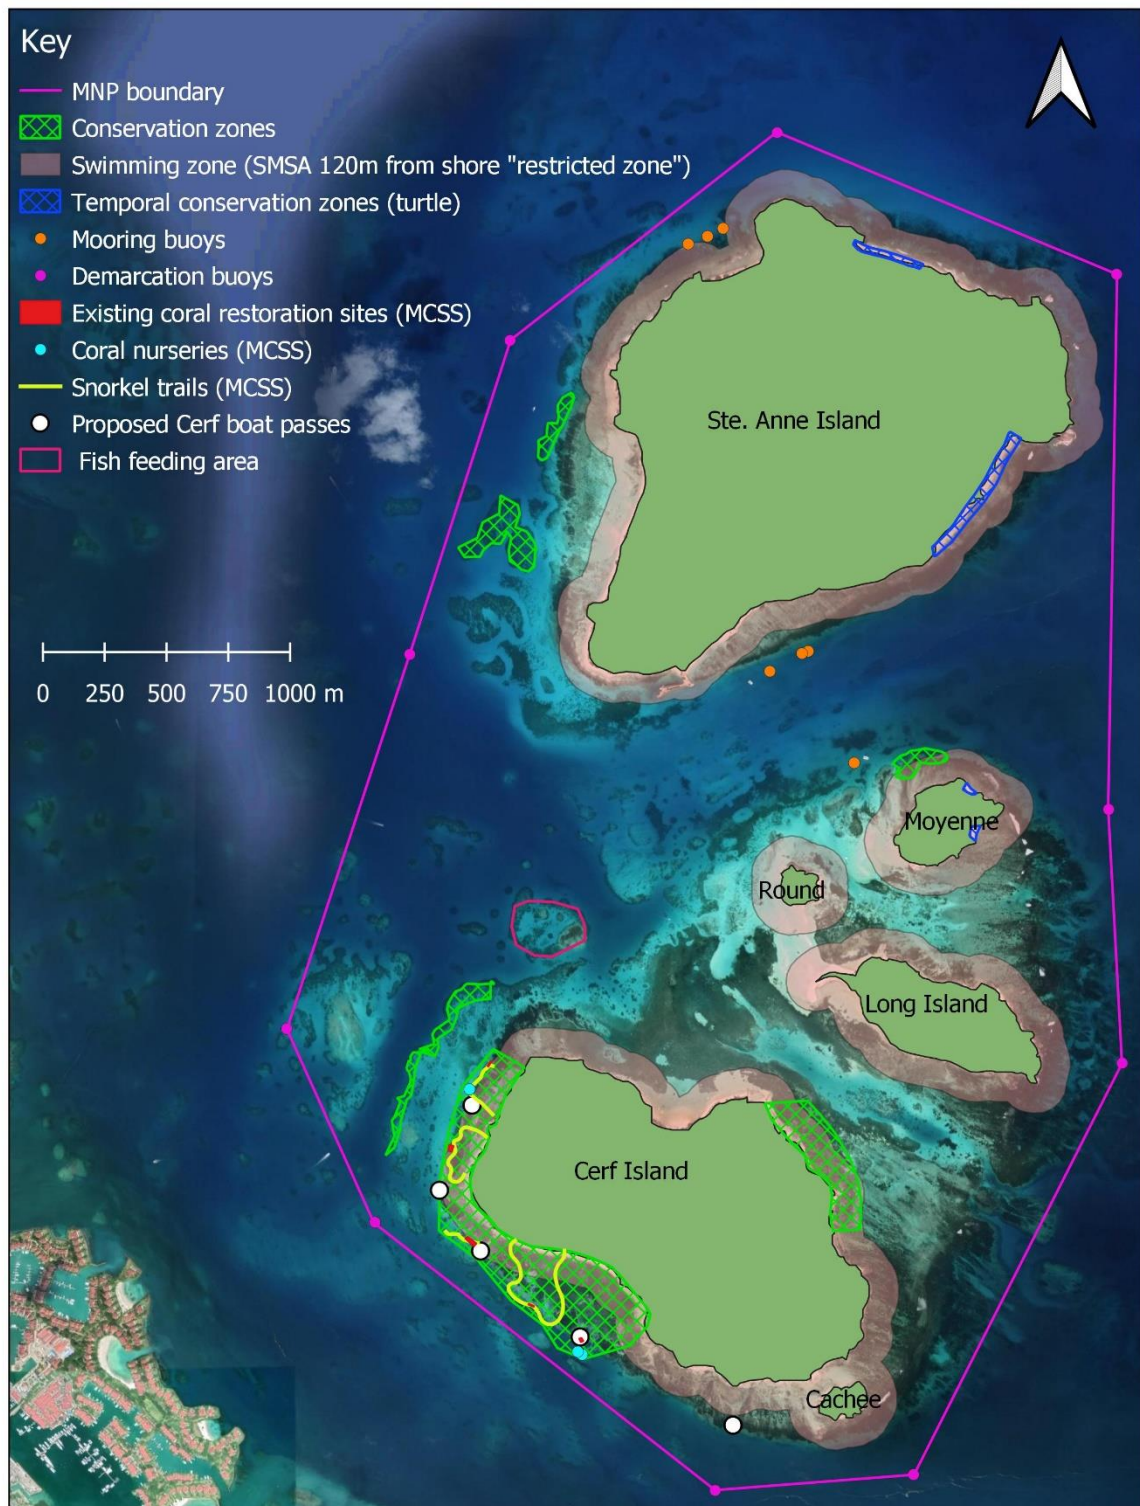 Key
MNP boundary
Conservation zones
Swimming zone (SMSA 120m from shore "restricted zone")
Temporal conservation zones (turtle)
Mooring buoys
Demarcation buoys
Existing coral restoration sites (MCSS)
Coral nurseries (MCSS)
Snorkel trails (MCSS)
Proposed Cerf boat passes
Fish feeding area
Ste. Anne Island
0 250 500 750 1000 m
Moyenne
Round
Long Island
Cerf Island
Cachee